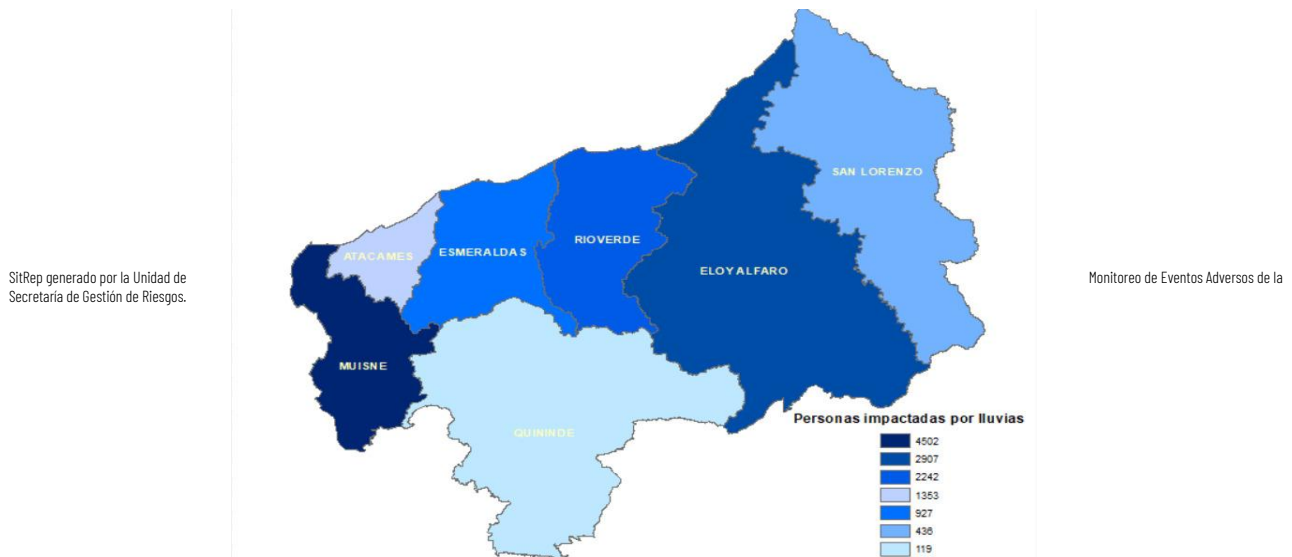 SAN LORENZO
RIOVERDE
ESMERALDAS
ATACAMES
ELOY ALFARO
SitRep generado por la Unidad de
Secretaría de Gestión de Riesgos.
Monitoreo de Eventos Adversos de la
MUISNE
QUININDE
Personas impactadas por lluvias
4502
2907
2242
1353
927
436
119